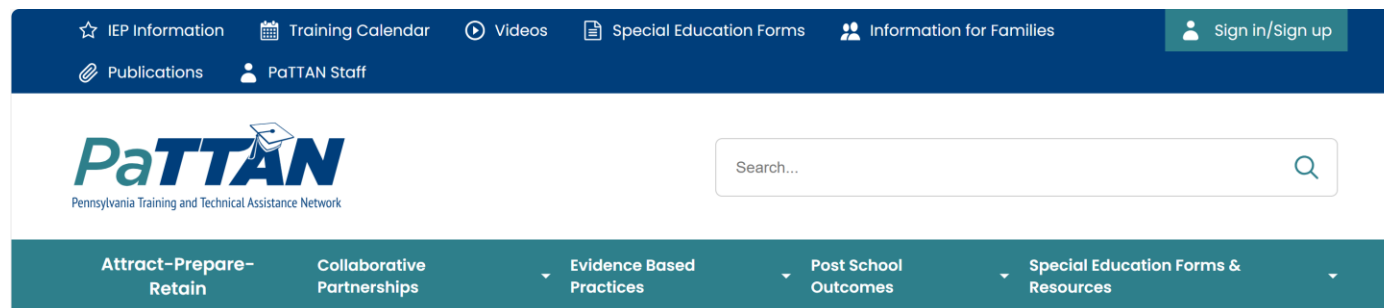 IEP Information Training Calendar Videos Special Education Forms Information for Families Sign in/Sign up
Publications PaTTAN Staff
PaTTAN
Pennsylvania Training and Technical Assistance Network
Search...
Attract-Prepare-
Retain
Collaborative
Partnerships
Evidence Based
Practices
Post School
Outcomes
Special Education Forms &
Resources